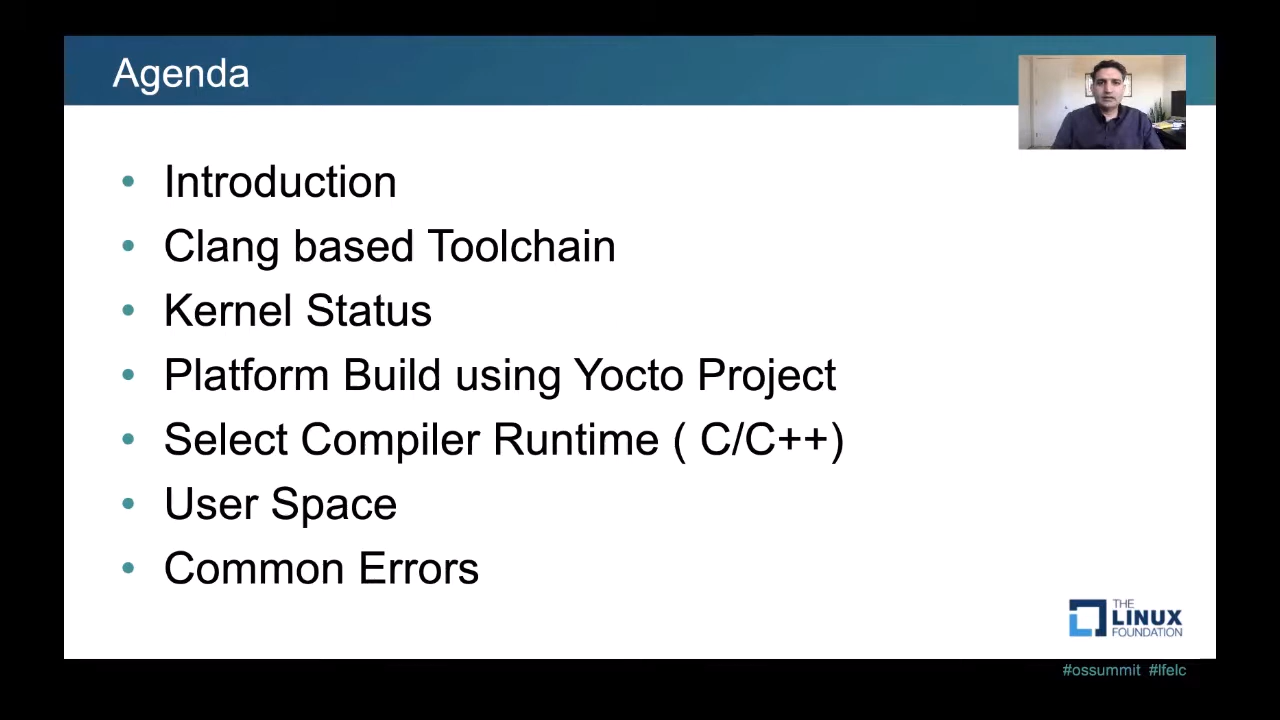 Agenda
• Introduction
• Clang based Toolchain
• Kernel Status
• Platform Build using Yocto Project
• Select Compiler Runtime ( C/C++)
• User Space
• Common Errors
THE
LINUX
FOUNDATION
#ossummit #lfelc